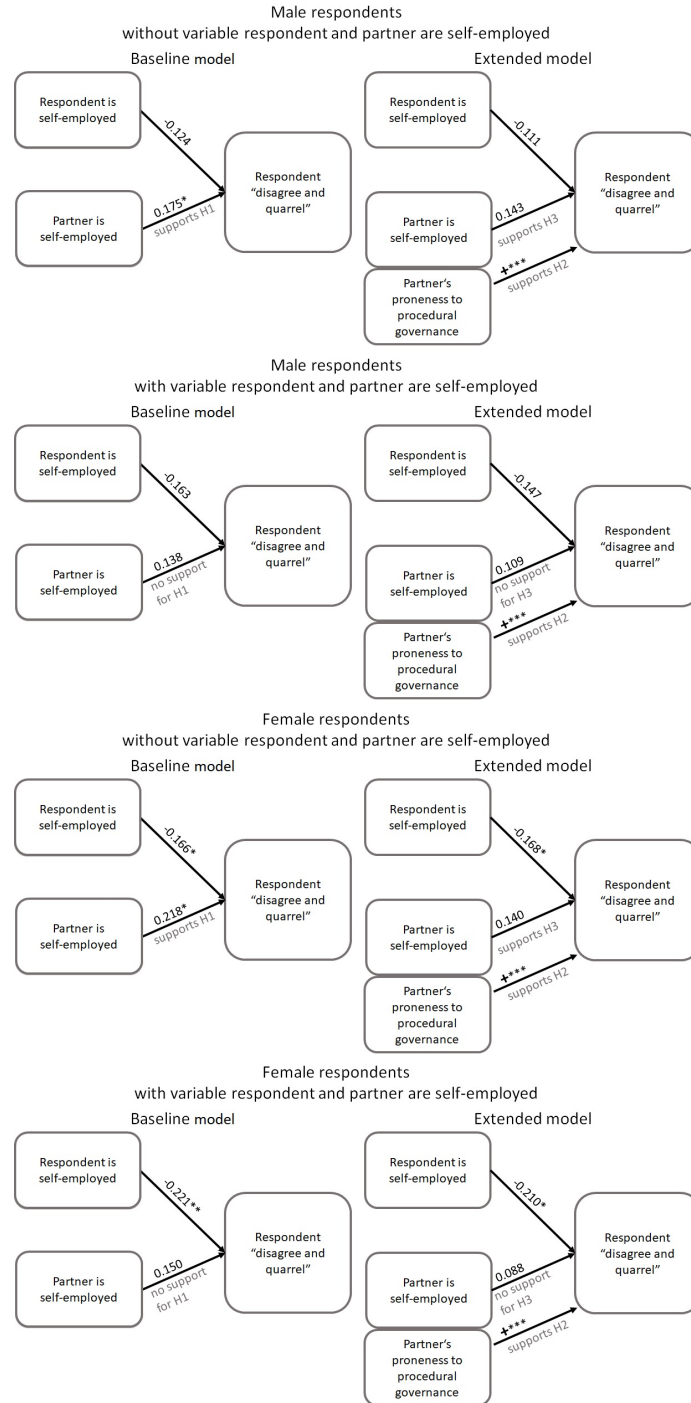 Male respondents
without variable respondent and partner are self-employed
Baseline model
Extended model
Respondent is
self-employed
-0.124
Respondent
“disagree and
quarrel”
Partner is
self-employed
0.175*
supports H1
Respondent is
self-employed
-0.111
Respondent
“disagree and
quarrel”
Partner is
self-employed
0.143
supports H3
Partner’s
proneness to
procedural
governance
+***
supports H2
Male respondents
with variable respondent and partner are self-employed
Baseline model
Extended model
Respondent is
self-employed
-0.163
Respondent
“disagree and
quarrel”
Partner is
self-employed
0.138
no support
for H1
Respondent is
self-employed
-0.147
Respondent
“disagree and
quarrel”
Partner is
self-employed
0.109
no support
for H3
Partner’s
proneness to
procedural
governance
+***
supports H2
Female respondents
without variable respondent and partner are self-employed
Baseline model
Extended model
Respondent is
self-employed
-0.166*
Respondent
“disagree and
quarrel”
Partner is
self-employed
0.218*
supports H1
Respondent is
self-employed
-0.168*
Respondent
“disagree and
quarrel”
Partner is
self-employed
0.140
supports H3
Partner’s
proneness to
procedural
governance
+***
supports H2
Female respondents
with variable respondent and partner are self-employed
Baseline model
Extended model
Respondent is
self-employed
-0.221**
Respondent
“disagree and
quarrel”
Partner is
self-employed
0.150
no support
for H1
Respondent is
self-employed
-0.210*
Respondent
“disagree and
quarrel”
Partner is
self-employed
0.088
no support
for H3
Partner’s
proneness to
procedural
governance
+***
supports H2